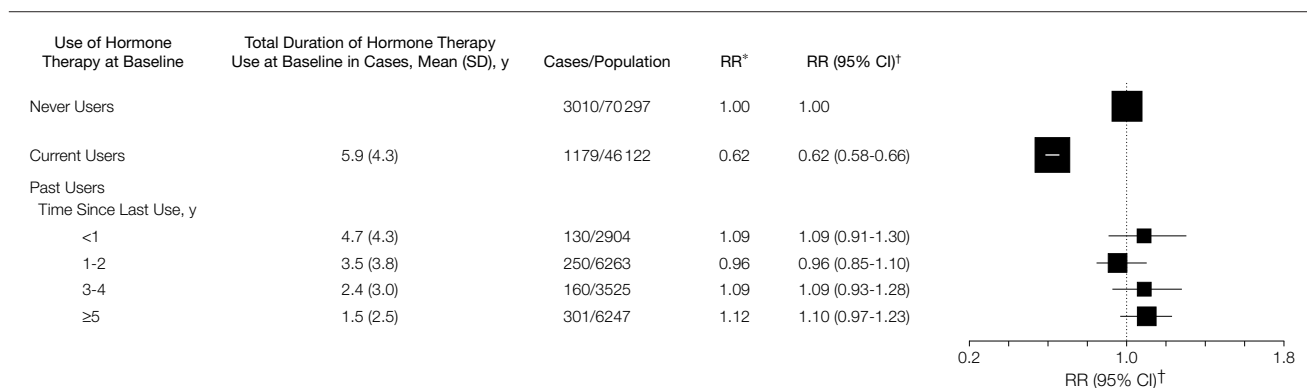 Use of Hormone Therapy at Baseline
Total Duration of Hormone Therapy Use at Baseline in Cases, Mean (SD), y
Cases/Population
RR*
RR (95% CI)†
Never Users 3010/70 297 1.00 1.00
Current Users 5.9 (4.3) 1179/46 122 0.62 0.62 (0.58-0.66)
Past Users
Time Since Last Use, y
<1 4.7 (4.3) 130/2904 1.09 1.09 (0.91-1.30)
1-2 3.5 (3.8) 250/6263 0.96 0.96 (0.85-1.10)
3-4 2.4 (3.0) 160/3525 1.09 1.09 (0.93-1.28)
≥5 1.5 (2.5) 301/6247 1.12 1.10 (0.97-1.23)
0.2 1.0 1.8
RR (95% CI)†